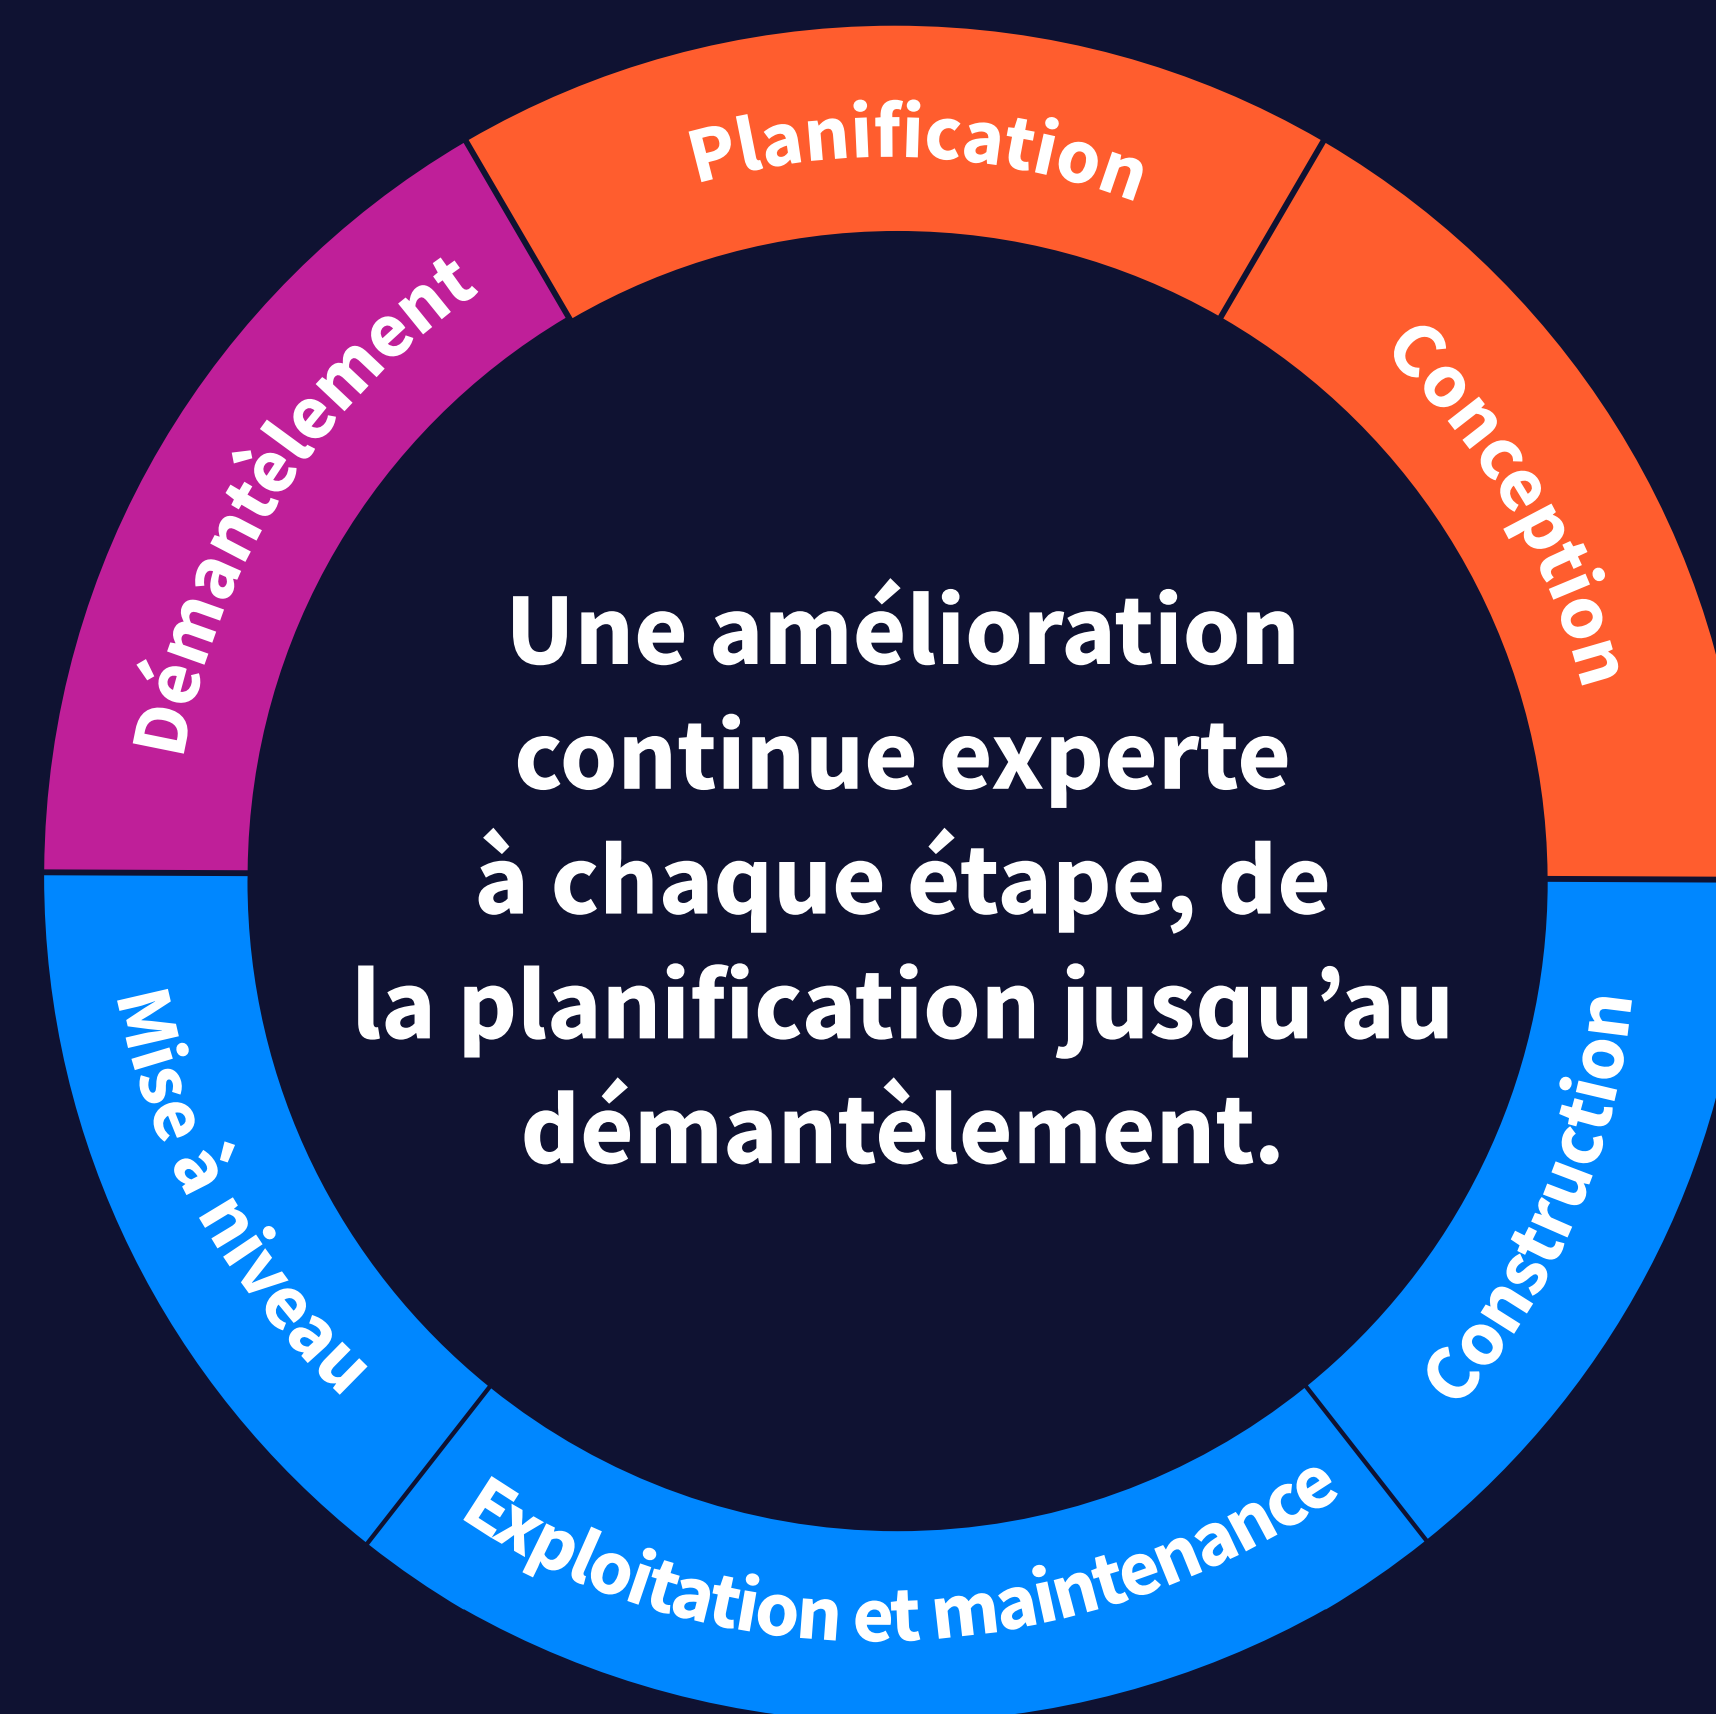 Planification
Conception
Construction
Exploitation et maintenance
Mise à niveau
Démantèlement
Une amélioration
continue experte
à chaque étape, de
la planification jusqu’au
démantèlement.